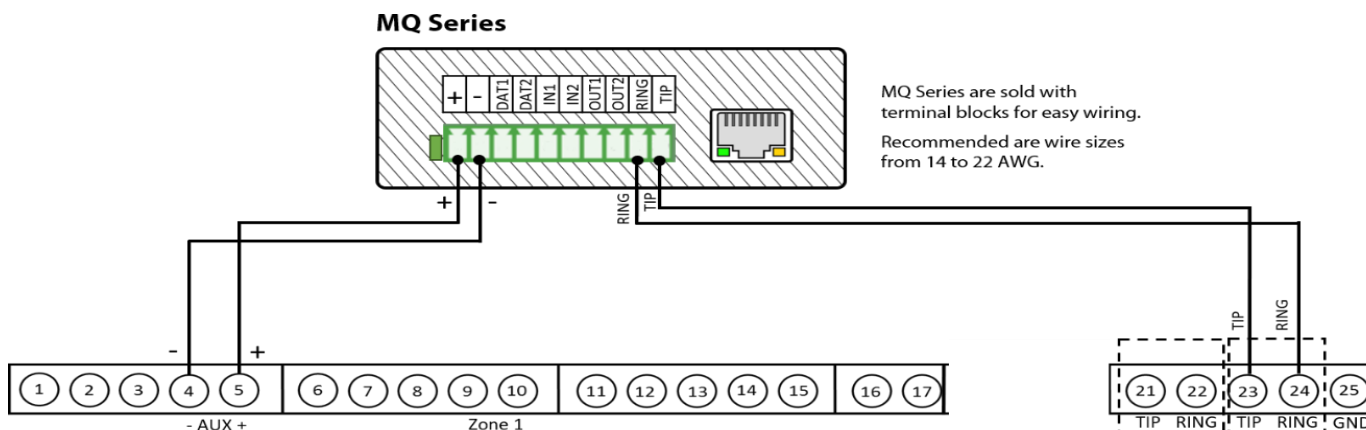 MQ Series
+ - DAT1 DAT2 IN1 IN2 OUT1 OUT2 RING TIP
MQ Series are sold with
terminal blocks for easy wiring.
Recommended are wire sizes
from 14 to 22 AWG.
+ - RING TIP
TIP RING
- +
1 2 3 4 5 6 7 8 9 10 11 12 13 14 15 16 17 21 22 23 24 25
- AUX + Zone 1 TIP RING TIP RING GND